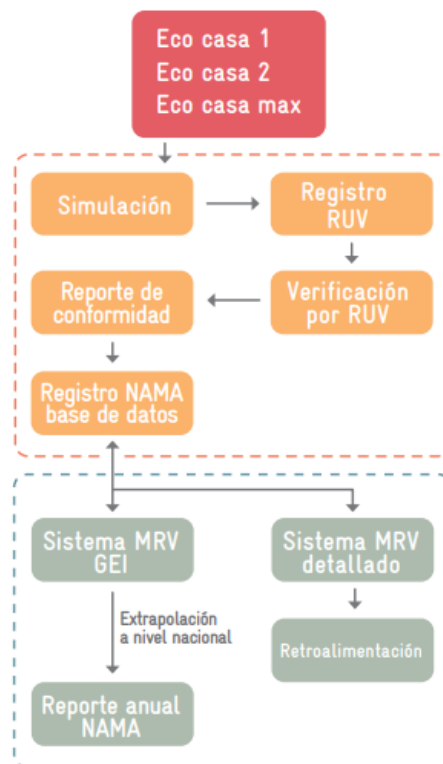 Eco casa 1
Eco casa 2
Eco casa max
Simulación
Registro
RUV
Reporte de
conformidad
Verificación
por RUV
Registro NAMA
base de datos
Sistema MRV
GEI
Sistema MRV
detallado
Extrapolación
a nivel nacional
Retroalimentación
Reporte anual
NAMA